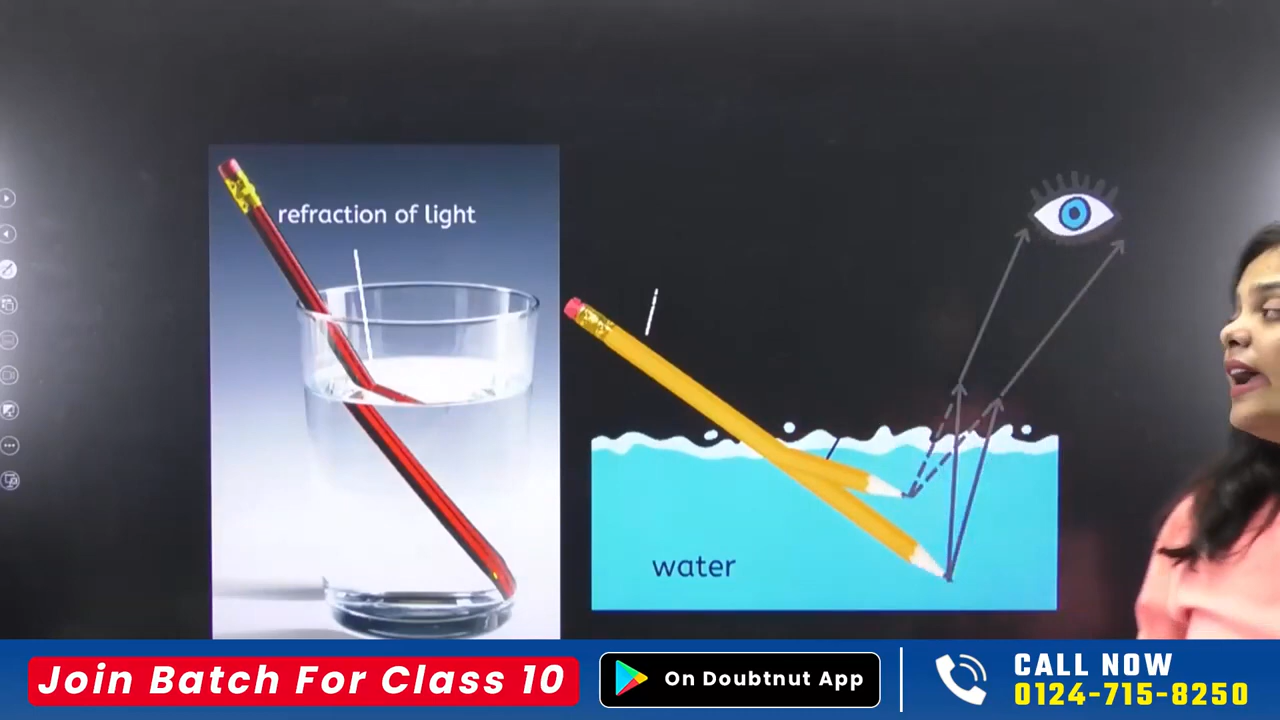 refraction of light
water
Join Batch For Class 10
On Doubtnut App
CALL NOW
0124-715-8250